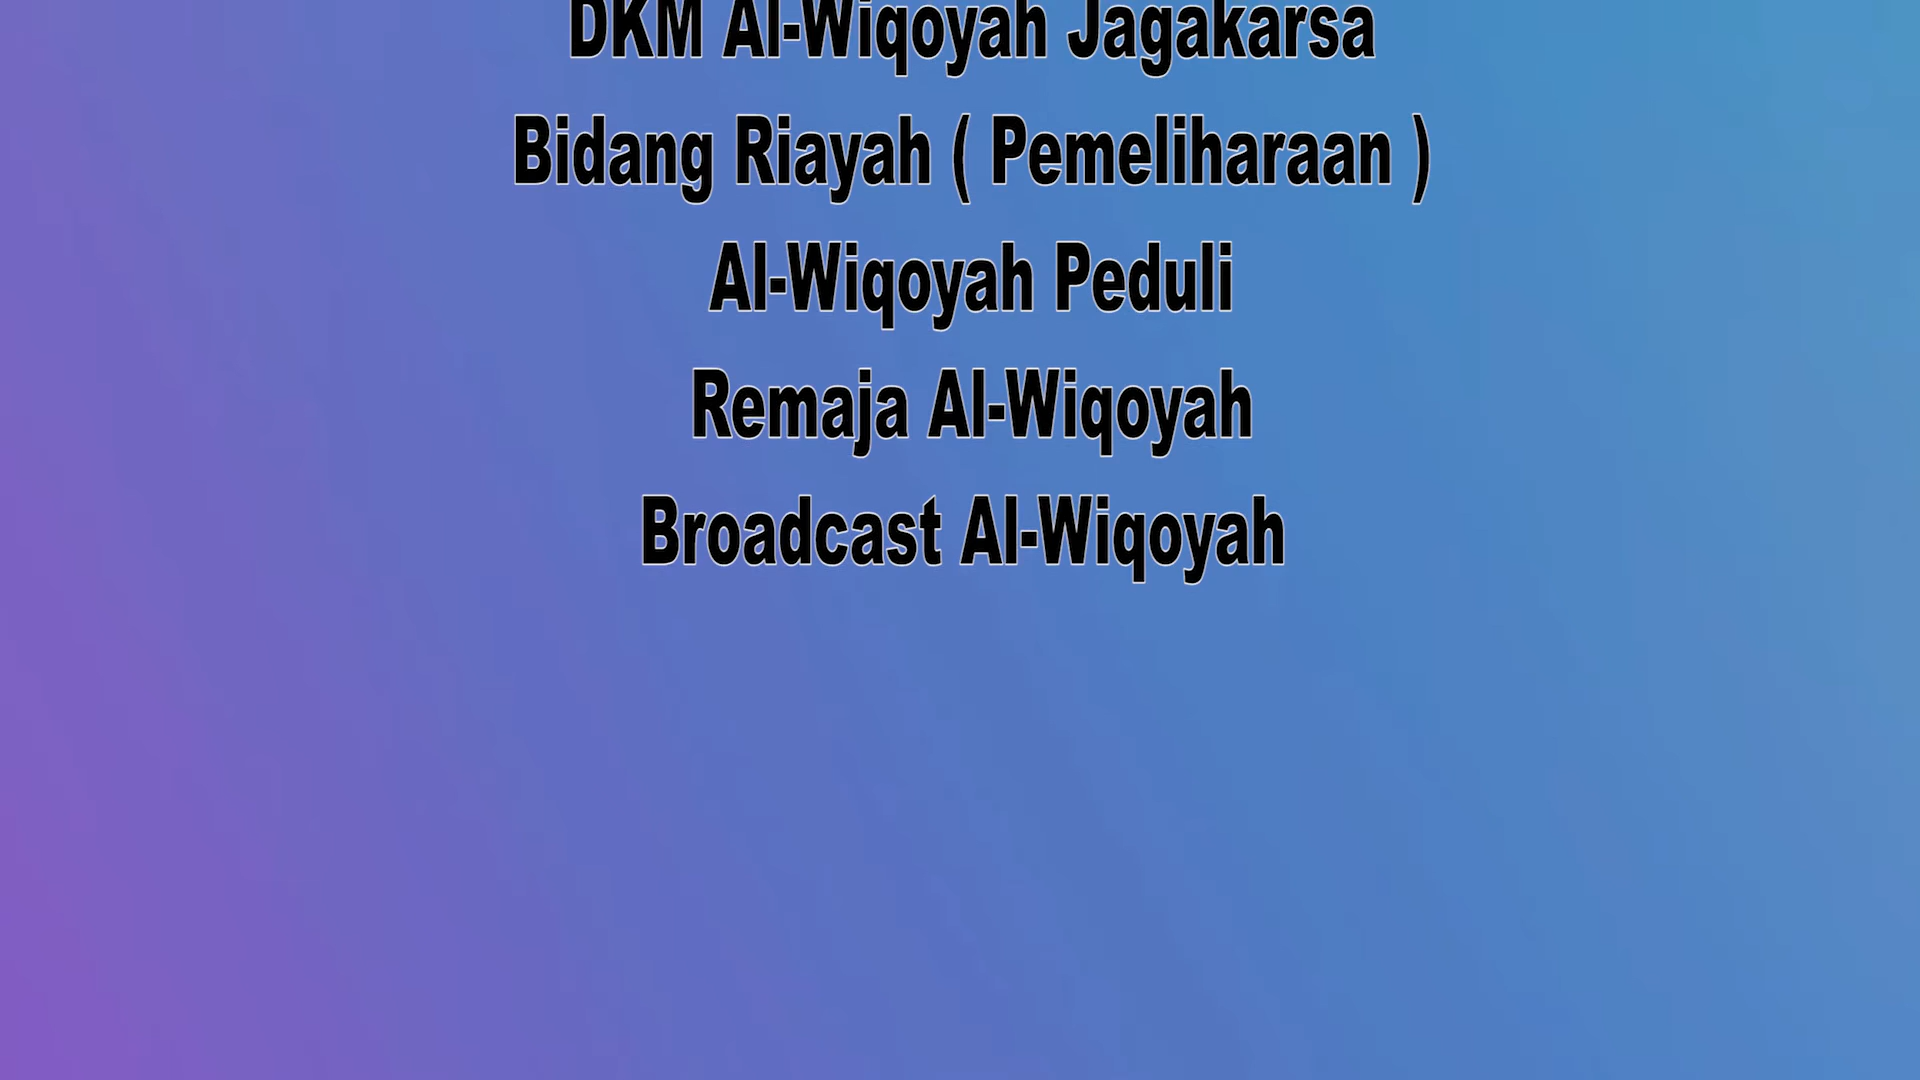 DKM Al-Wiqoyah Jagakarsa
Bidang Riayah ( Pemeliharaan )
Al-Wiqoyah Peduli
Remaja Al-Wiqoyah
Broadcast Al-Wiqoyah